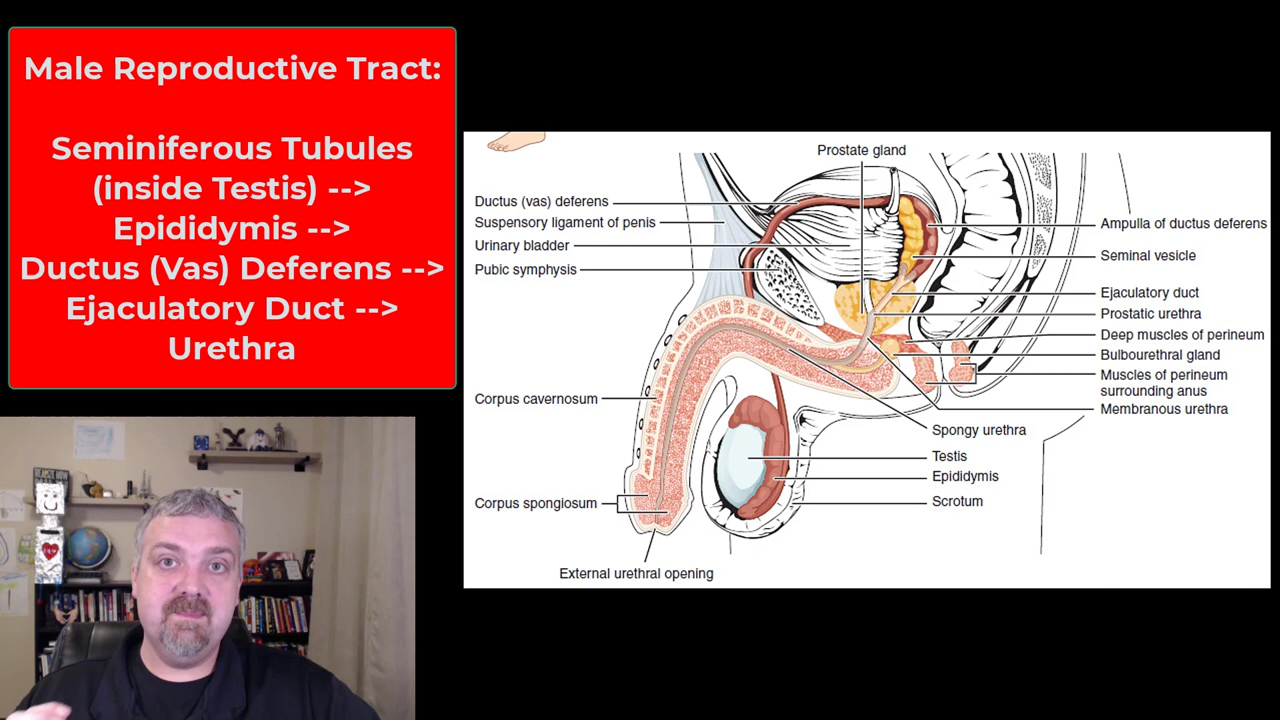 Male Reproductive Tract:
Seminiferous Tubules
(inside Testis) -->
Epididymis -->
Ductus (Vas) Deferens -->
Ejaculatory Duct -->
Urethra
Prostate gland
Ductus (vas) deferens
Suspensory ligament of penis
Urinary bladder
Pubic symphysis
Corpus cavernosum
Corpus spongiosum
External urethral opening
Ampulla of ductus deferens
Seminal vesicle
Ejaculatory duct
Prostatic urethra
Deep muscles of perineum
Bulbourethral gland
Muscles of perineum
surrounding anus
Membranous urethra
Spongy urethra
Testis
Epididymis
Scrotum